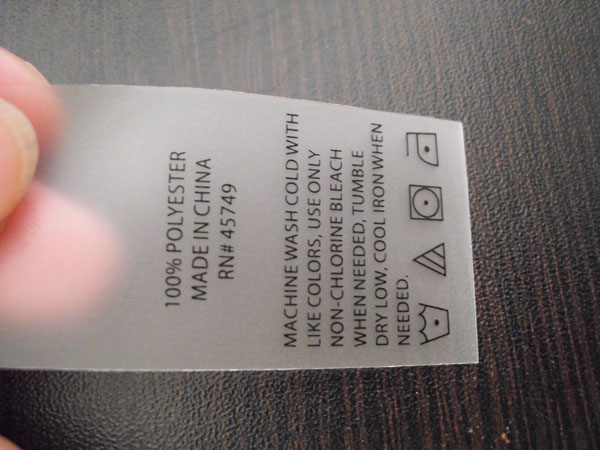 100% POLYESTER
MADE IN CHINA
RN# 45749
MACHINE WASH COLD WITH
LIKE COLORS, USE ONLY
NON-CHLORINE BLEACH
WHEN NEEDED, TUMBLE
DRY LOW, COOL IRON WHEN
NEEDED.